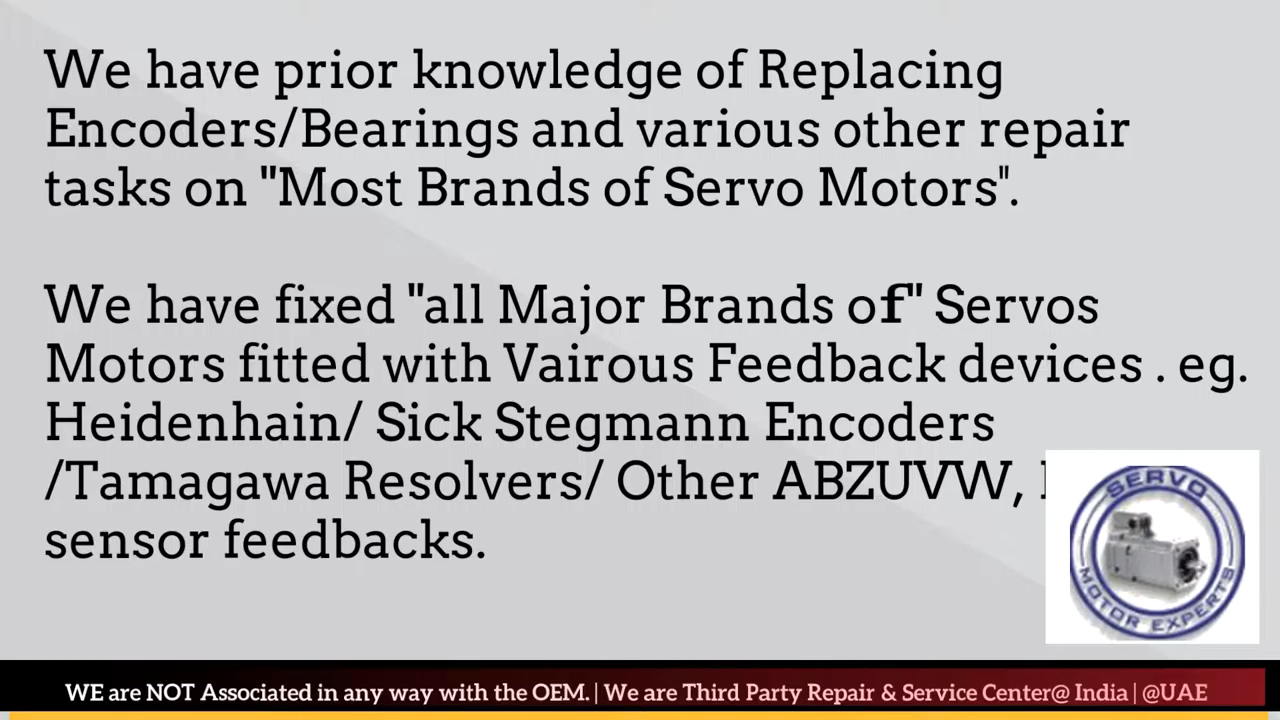 We have prior knowledge of Replacing
Encoders/Bearings and various other repair
tasks on "Most Brands of Servo Motors".
We have fixed "all Major Brands of" Servos
Motors fitted with Vairous Feedback devices . eg.
Heidenhain/ Sick Stegmann Encoders
/Tamagawa Resolvers/ Other ABZUVW,
sensor feedbacks.
SERVO
MOTOR EXPERTS
WE are NOT Associated in any way with the OEM. | We are Third Party Repair & Service Center@ India | @UAE